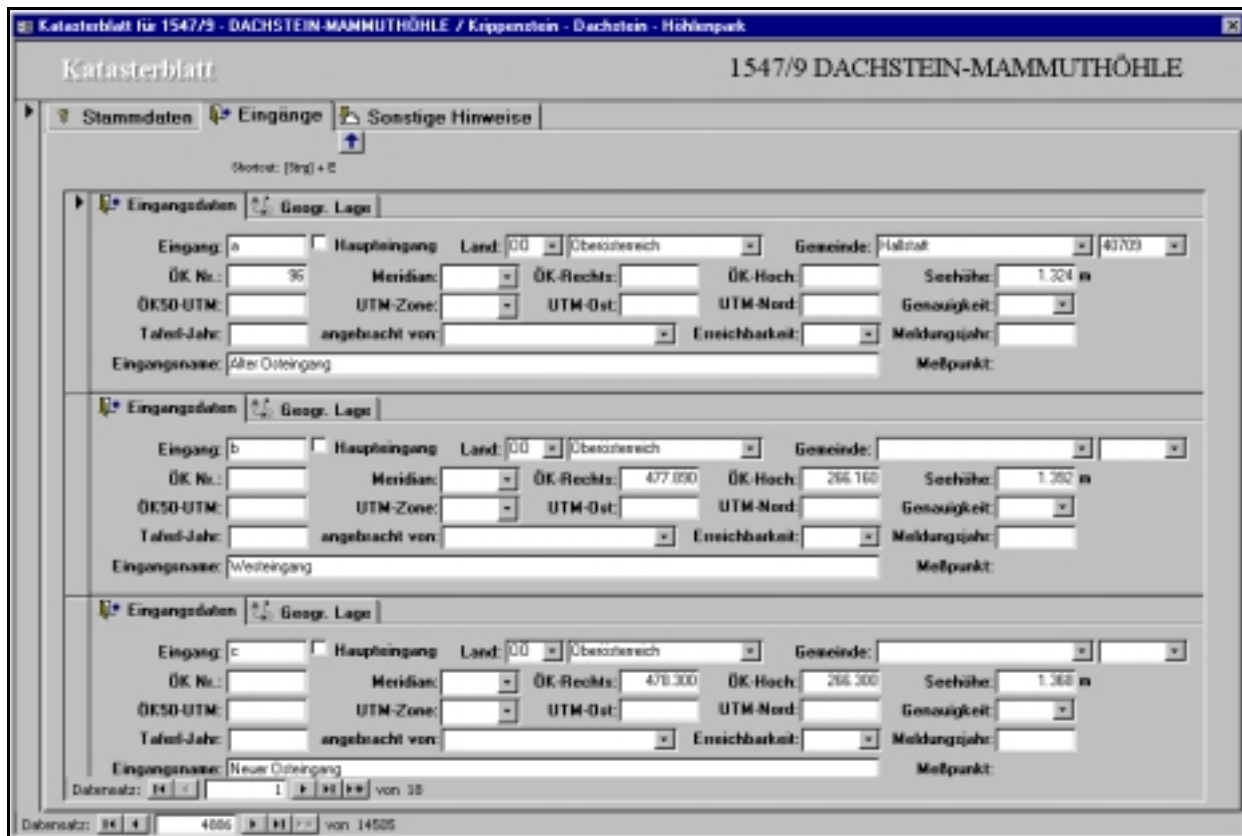 Katasterblatt für 1547/9 - DACHSTEIN-MAMMUTHÖHLE / Krippenstein - Dachstein - Höhlenpark
Katasterblatt 1547/9 DACHSTEIN-MAMMUTHÖHLE
Stammdaten Eingänge Sonstige Hinweise
Shortcut: [Strg] + E
Eingangsdaten Geogr. Lage
Eingang: a Haupteingang Land: OÖ Oberösterreich Gemeinde: Hallstatt 40709
ÖK Nr.: 96 Meridian: ÖK-Rechts: ÖK-Hoch: Seehöhe: 1.324 m
ÖK50-UTM: UTM-Zone: UTM-Ost: UTM-Nord: Genauigkeit:
Taferl-Jahr: angebracht von: Erreichbarkeit: Meldungsjahr:
Eingangsname: Alter Osteingang Meßpunkt:
Eingangsdaten Geogr. Lage
Eingang: b Haupteingang Land: OÖ Oberösterreich Gemeinde:
ÖK Nr.: Meridian: ÖK-Rechts: 477.890 ÖK-Hoch: 266.160 Seehöhe: 1.392 m
ÖK50-UTM: UTM-Zone: UTM-Ost: UTM-Nord: Genauigkeit:
Taferl-Jahr: angebracht von: Erreichbarkeit: Meldungsjahr:
Eingangsname: Westeingang Meßpunkt:
Eingangsdaten Geogr. Lage
Eingang: c Haupteingang Land: OÖ Oberösterreich Gemeinde:
ÖK Nr.: Meridian: ÖK-Rechts: 478.300 ÖK-Hoch: 266.300 Seehöhe: 1.368 m
ÖK50-UTM: UTM-Zone: UTM-Ost: UTM-Nord: Genauigkeit:
Taferl-Jahr: angebracht von: Erreichbarkeit: Meldungsjahr:
Eingangsname: Neuer Osteingang Meßpunkt:
Datensatz: 1 von 18
Datensatz: 4086 von 14505